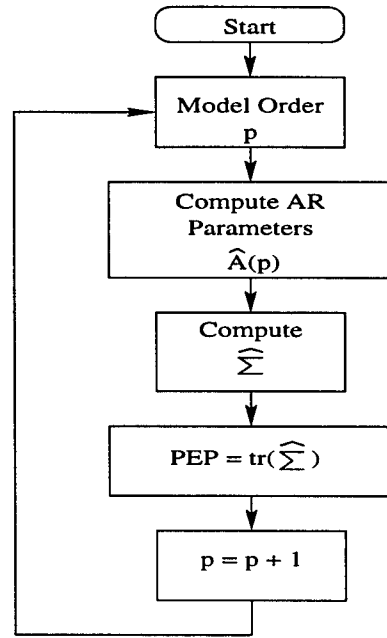 Start
Model Order
p
Compute AR
Parameters
Â(p)
Compute
Σ̂
PEP = tr(Σ̂)
p = p + 1